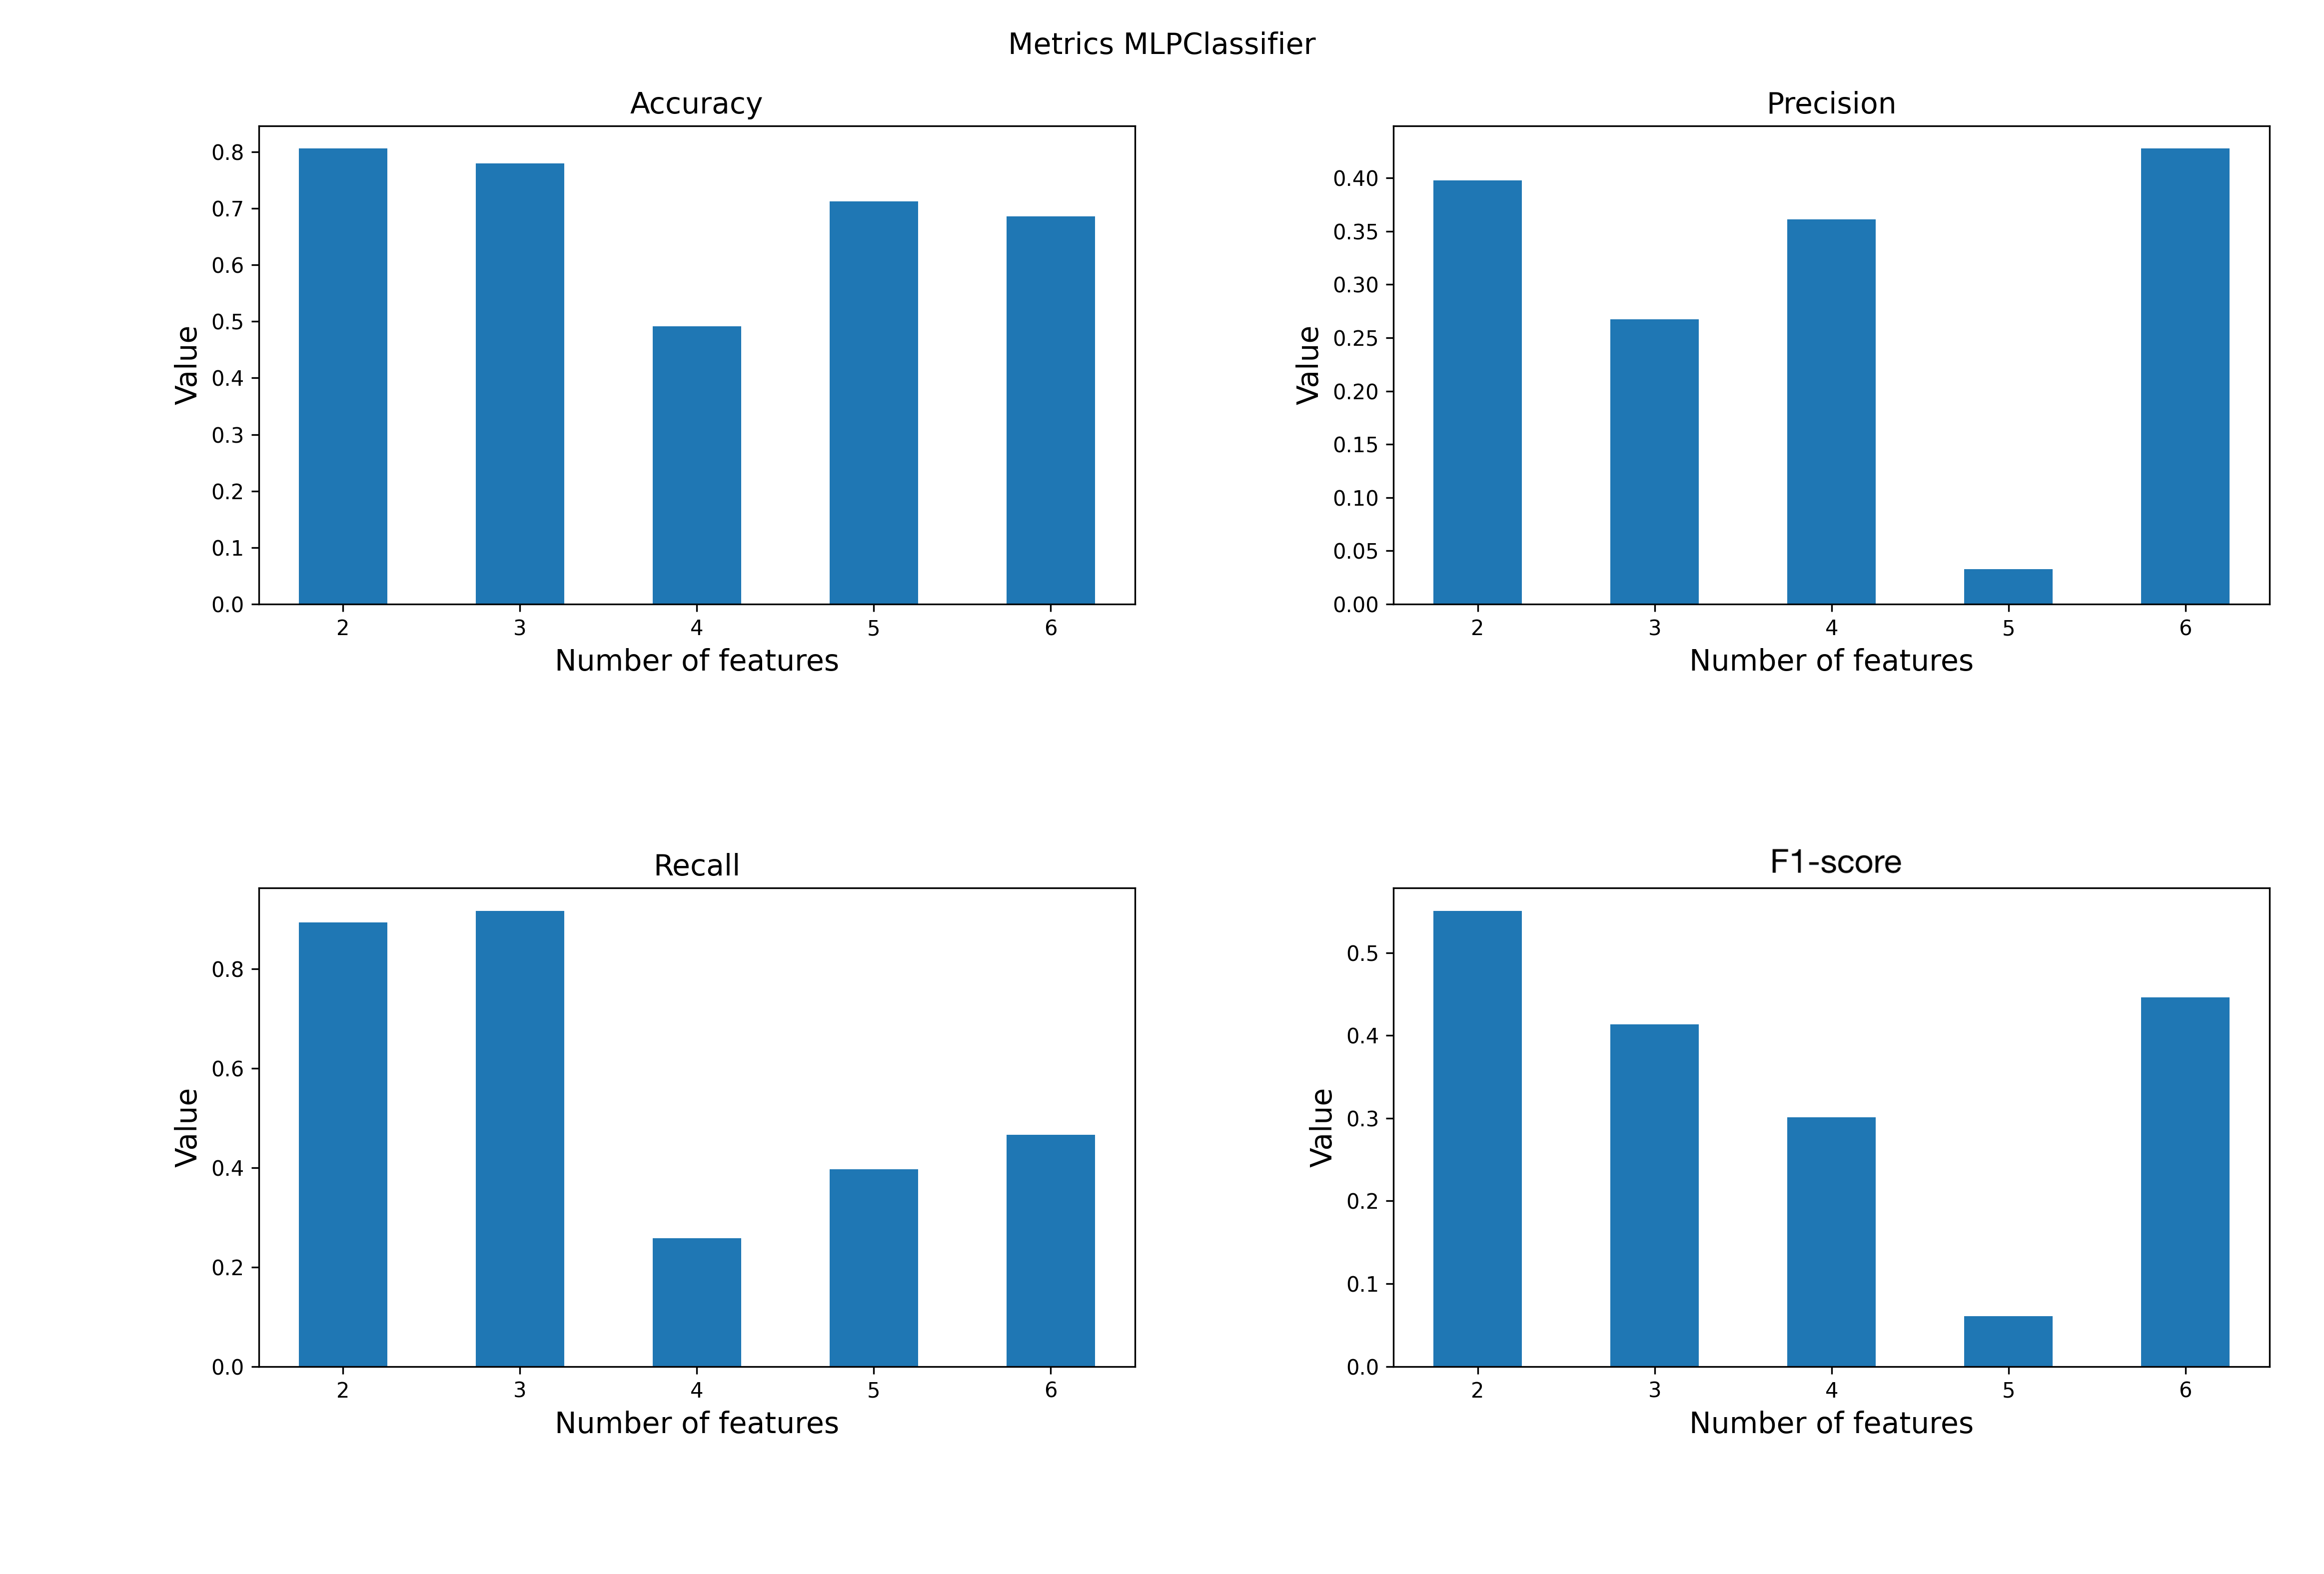 Metrics MLPClassifier
Accuracy
0.8
0.7
0.6
0.5
0.4
0.3
0.2
0.1
0.0
Value
2 3 4 5 6
Number of features
Precision
0.40
0.35
0.30
0.25
0.20
0.15
0.10
0.05
0.00
Value
2 3 4 5 6
Number of features
Recall
0.8
0.6
0.4
0.2
0.0
Value
2 3 4 5 6
Number of features
F1-score
0.5
0.4
0.3
0.2
0.1
0.0
Value
2 3 4 5 6
Number of features